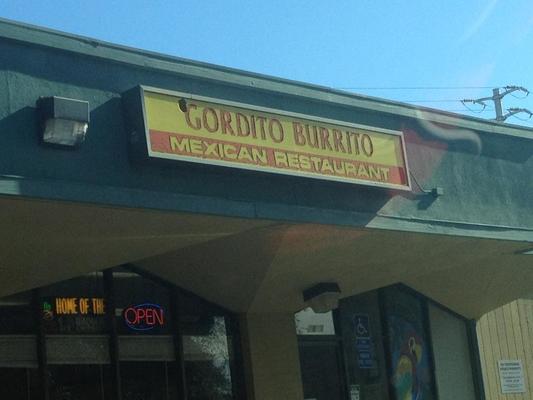 GORDITO BURRITO
MEXICAN RESTAURANT
HOME OF THE
OPEN